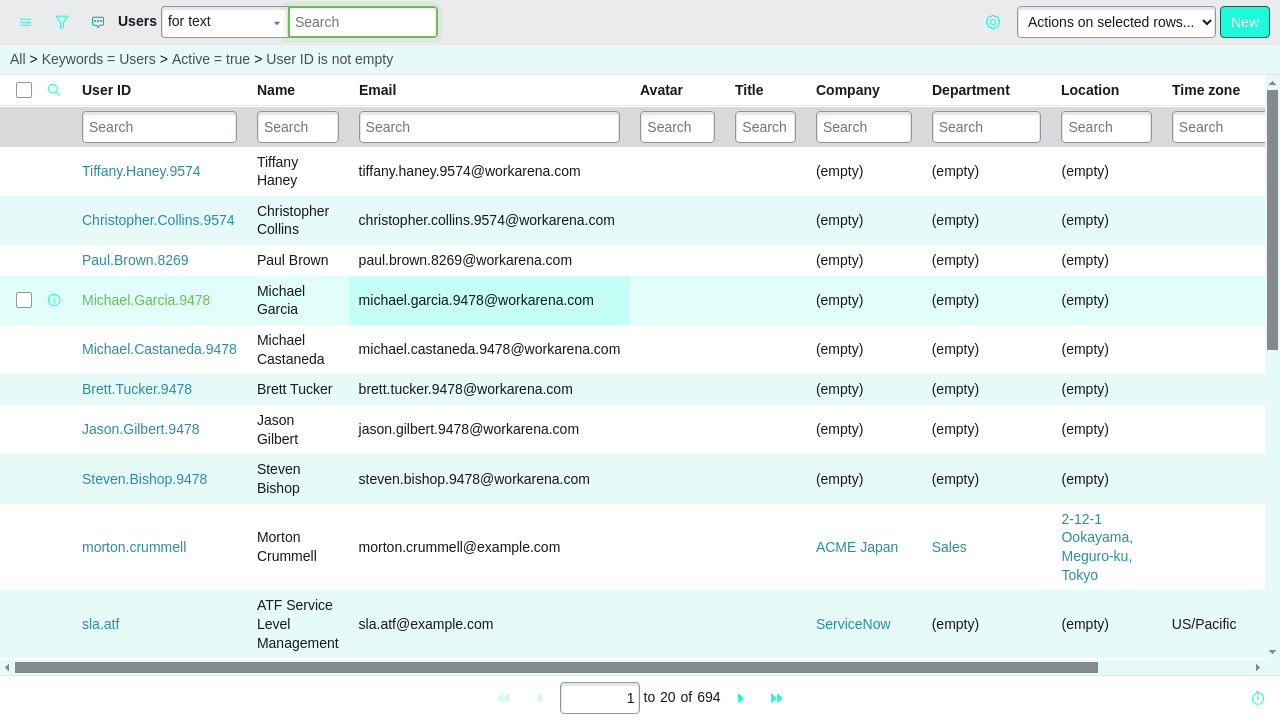 Users for text Search Actions on selected rows... New
All > Keywords = Users > Active = true > User ID is not empty
User ID Name Email Avatar Title Company Department Location Time zone
Search Search Search Search Search Search Search Search Search
Tiffany.Haney.9574 Tiffany Haney tiffany.haney.9574@workarena.com (empty) (empty) (empty)
Christopher.Collins.9574 Christopher Collins christopher.collins.9574@workarena.com (empty) (empty) (empty)
Paul.Brown.8269 Paul Brown paul.brown.8269@workarena.com (empty) (empty) (empty)
Michael.Garcia.9478 Michael Garcia michael.garcia.9478@workarena.com (empty) (empty) (empty)
Michael.Castaneda.9478 Michael Castaneda michael.castaneda.9478@workarena.com (empty) (empty) (empty)
Brett.Tucker.9478 Brett Tucker brett.tucker.9478@workarena.com (empty) (empty) (empty)
Jason.Gilbert.9478 Jason Gilbert jason.gilbert.9478@workarena.com (empty) (empty) (empty)
Steven.Bishop.9478 Steven Bishop steven.bishop.9478@workarena.com (empty) (empty) (empty)
morton.crummell Morton Crummell morton.crummell@example.com ACME Japan Sales 2-12-1 Ookayama, Meguro-ku, Tokyo
sla.atf ATF Service Level Management sla.atf@example.com ServiceNow (empty) (empty) US/Pacific
1 to 20 of 694